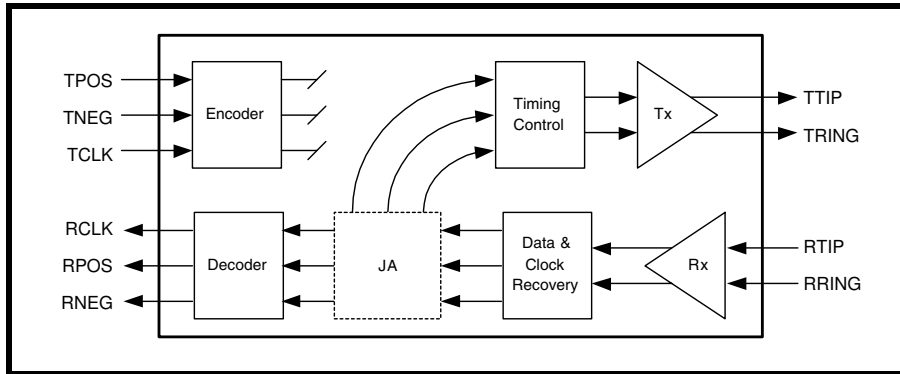 TPOS
TNEG
TCLK
Encoder
Timing
Control
Tx
TTIP
TRING
RCLK
RPOS
RNEG
Decoder
JA
Data &
Clock
Recovery
Rx
RTIP
RRING